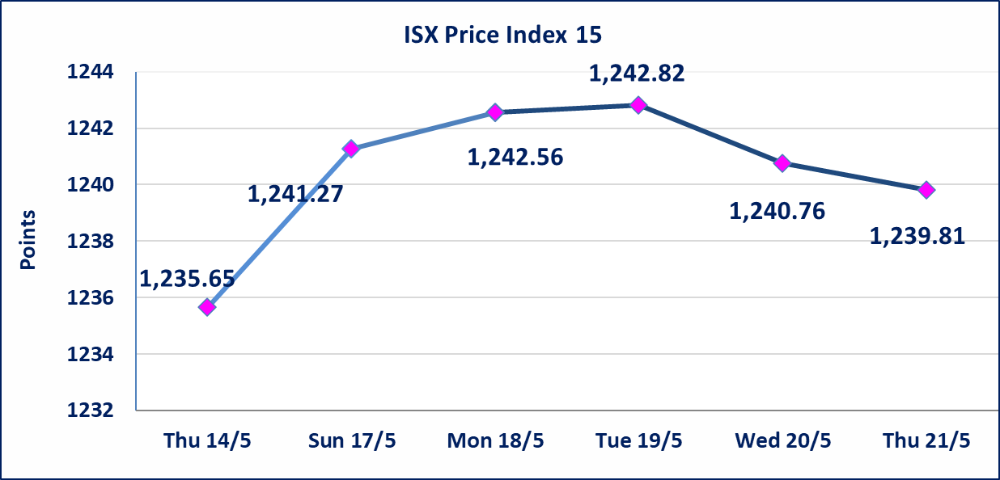 ISX Price Index 15
1244
1242
1240
1238
1236
1234
1232
Points
1,235.65
1,241.27
1,242.56
1,242.82
1,240.76
1,239.81
Thu 14/5
Sun 17/5
Mon 18/5
Tue 19/5
Wed 20/5
Thu 21/5